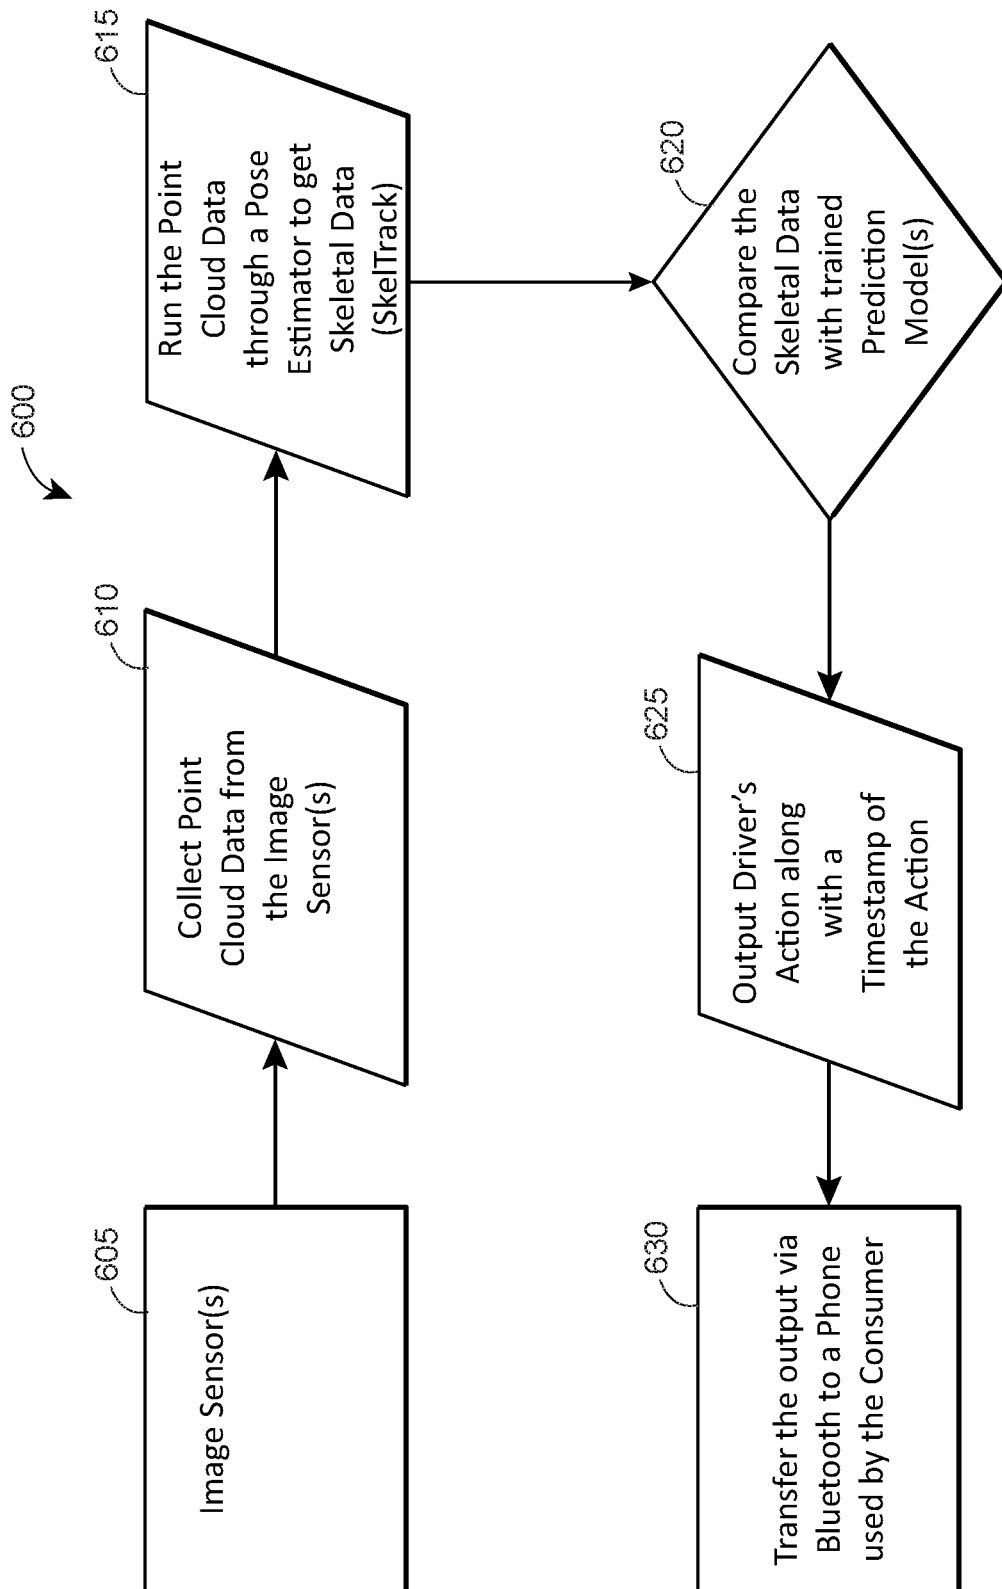 600
605
Image Sensor(s)
610
Collect Point
Cloud Data from
the Image
Sensor(s)
615
Run the Point
Cloud Data
through a Pose
Estimator to get
Skeletal Data
(SkelTrack)
620
Compare the
Skeletal Data
with trained
Prediction
Model(s)
625
Output Driver’s
Action along
with a
Timestamp of
the Action
630
Transfer the output via
Bluetooth to a Phone
used by the Consumer